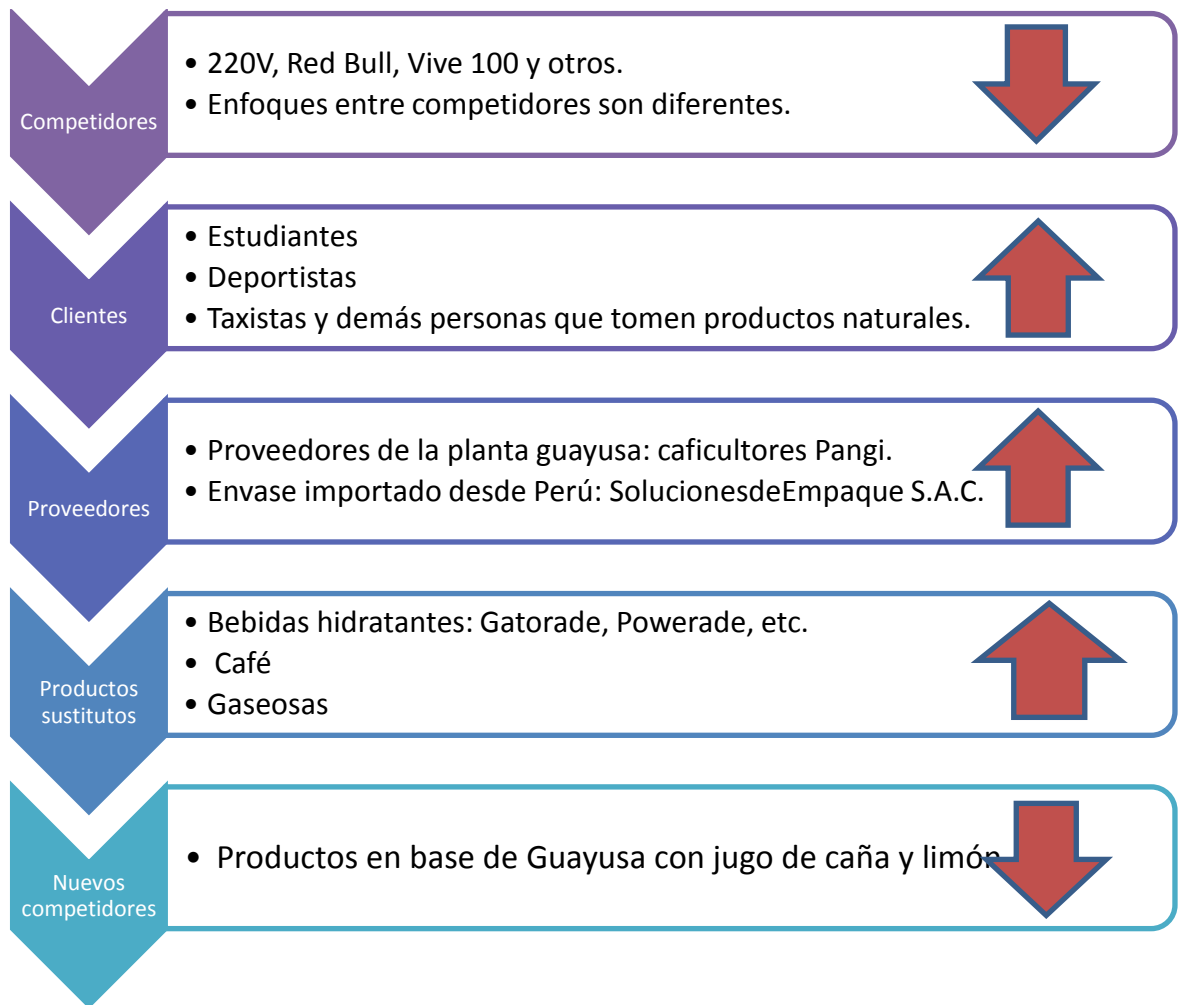 Competidores
• 220V, Red Bull, Vive 100 y otros.
• Enfoques entre competidores son diferentes.
Clientes
• Estudiantes
• Deportistas
• Taxistas y demás personas que tomen productos naturales.
Proveedores
• Proveedores de la planta guayusa: caficultores Pangi.
• Envase importado desde Perú: SolucionesdeEmpaque S.A.C.
Productos
sustitutos
• Bebidas hidratantes: Gatorade, Powerade, etc.
• Café
• Gaseosas
Nuevos
competidores
• Productos en base de Guayusa con jugo de caña y limón